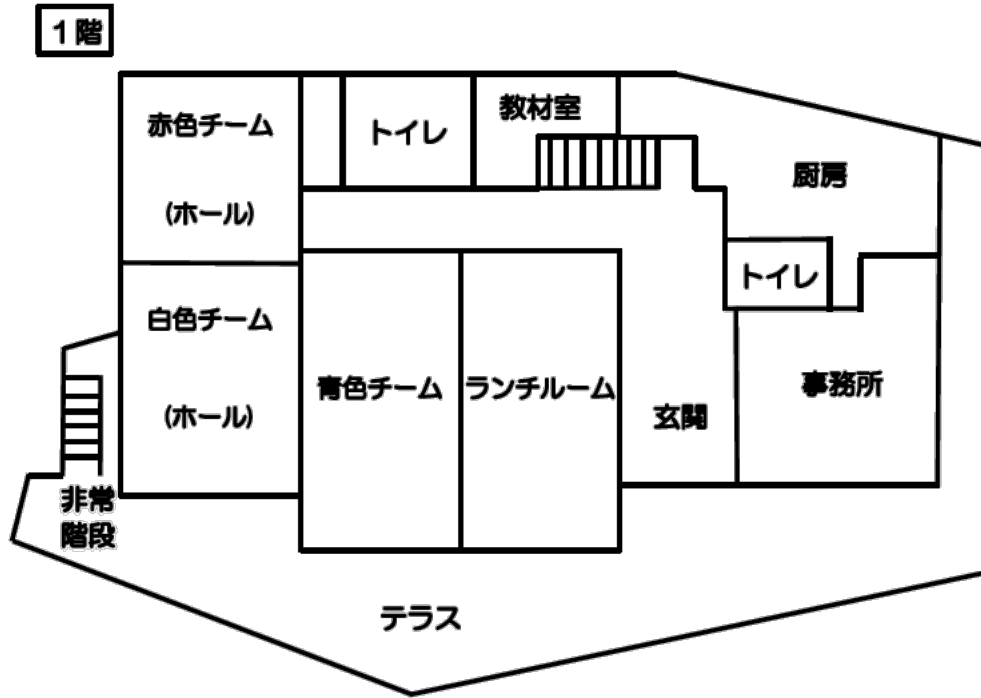 1階
赤色チーム
(ホール)
トイレ
教材室
厨房
トイレ
白色チーム
(ホール)
青色チーム
ランチルーム
玄関
事務所
非常
階段
テラス